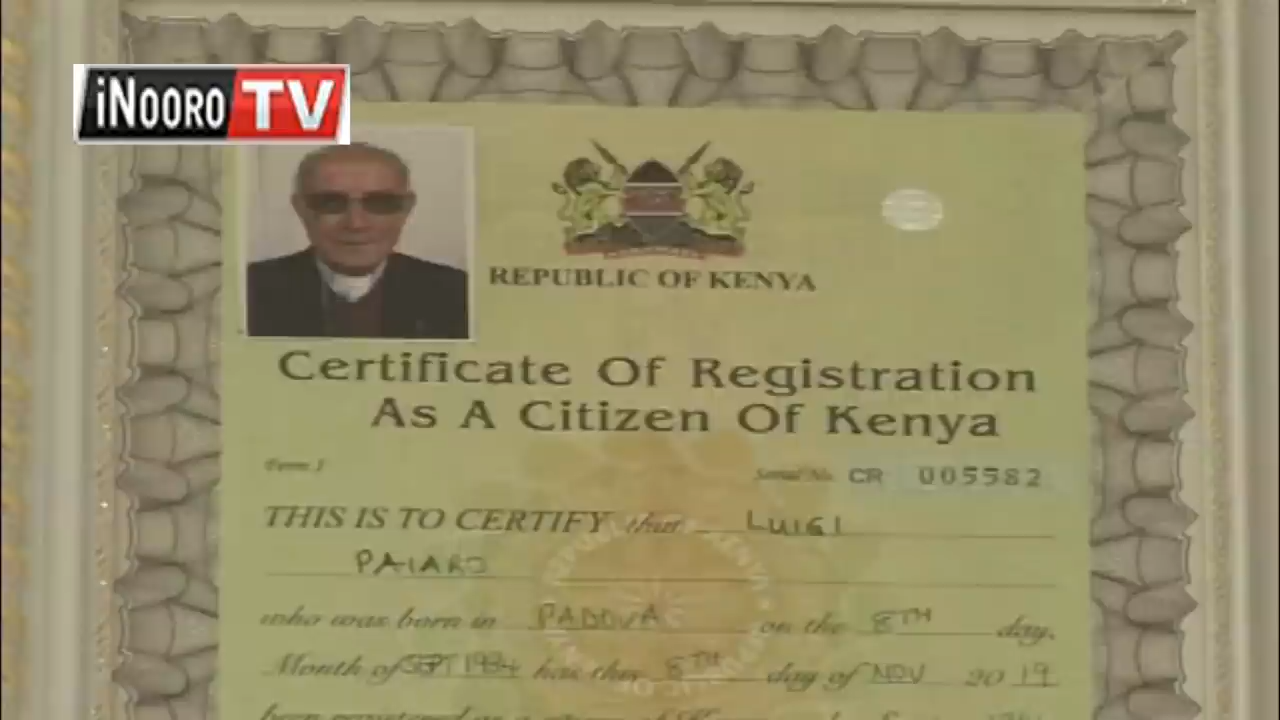 iNOORO TV
REPUBLIC OF KENYA
Certificate Of Registration
As A Citizen Of Kenya
Form 1
Serial No. CR 005582
THIS IS TO CERTIFY that LUIGI
PAIARO
who was born in PADOVA on the 8TH day,
Month of SEPT 1934 has this 8TH day of NOV 2019